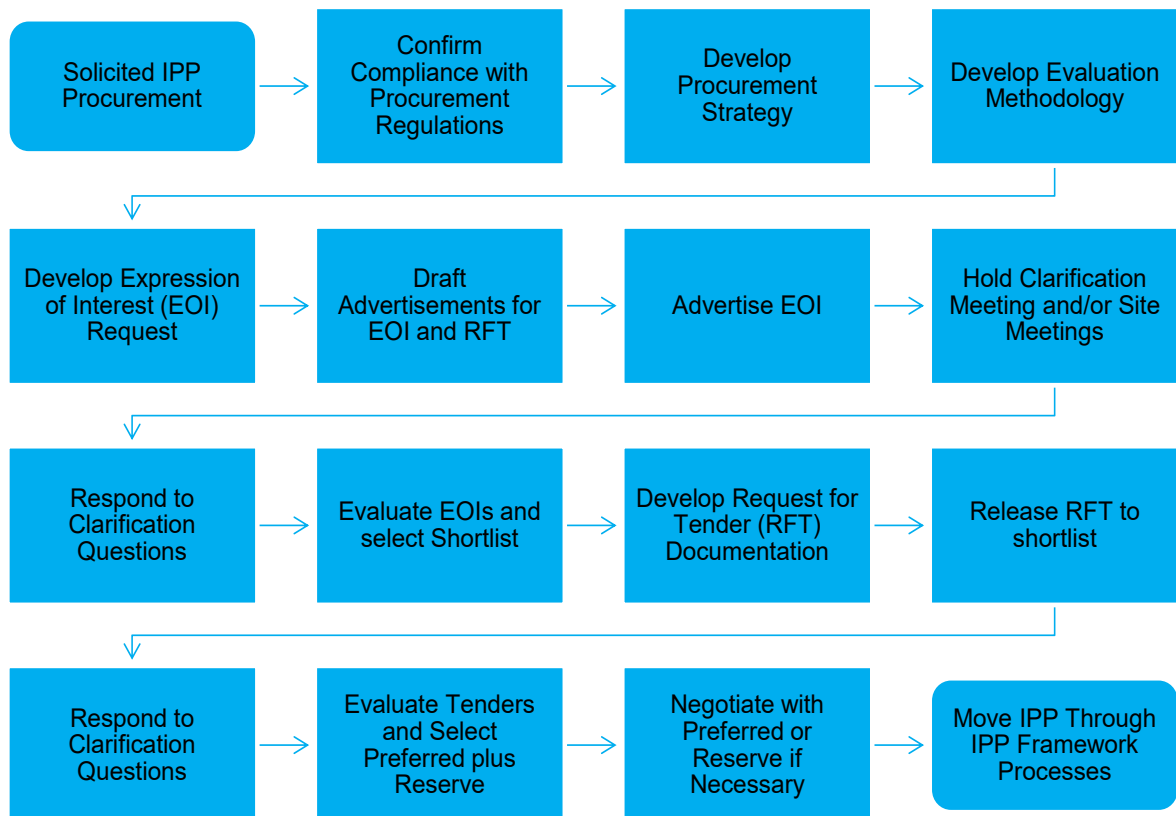 Solicited IPP
Procurement
Confirm
Compliance with
Procurement
Regulations
Develop
Procurement
Strategy
Develop Evaluation
Methodology
Develop Expression
of Interest (EOI)
Request
Draft
Advertisements for
EOI and RFT
Advertise EOI
Hold Clarification
Meeting and/or Site
Meetings
Respond to
Clarification
Questions
Evaluate EOIs and
select Shortlist
Develop Request for
Tender (RFT)
Documentation
Release RFT to
shortlist
Respond to
Clarification
Questions
Evaluate Tenders
and Select
Preferred plus
Reserve
Negotiate with
Preferred or
Reserve if
Necessary
Move IPP Through
IPP Framework
Processes